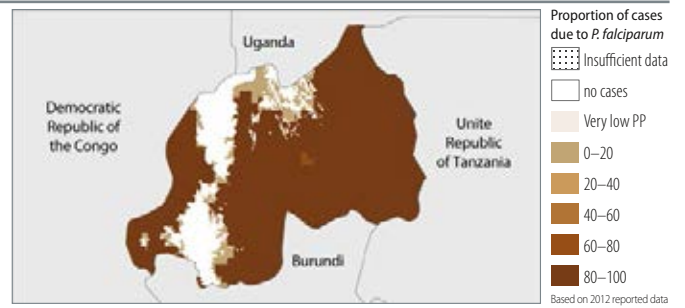 Uganda
Democratic
Republic of
the Congo
Unite
Republic
of Tanzania
Burundi
Proportion of cases
due to P. falciparum
Insufficient data
no cases
Very low PP
0–20
20–40
40–60
60–80
80–100
Based on 2012 reported data